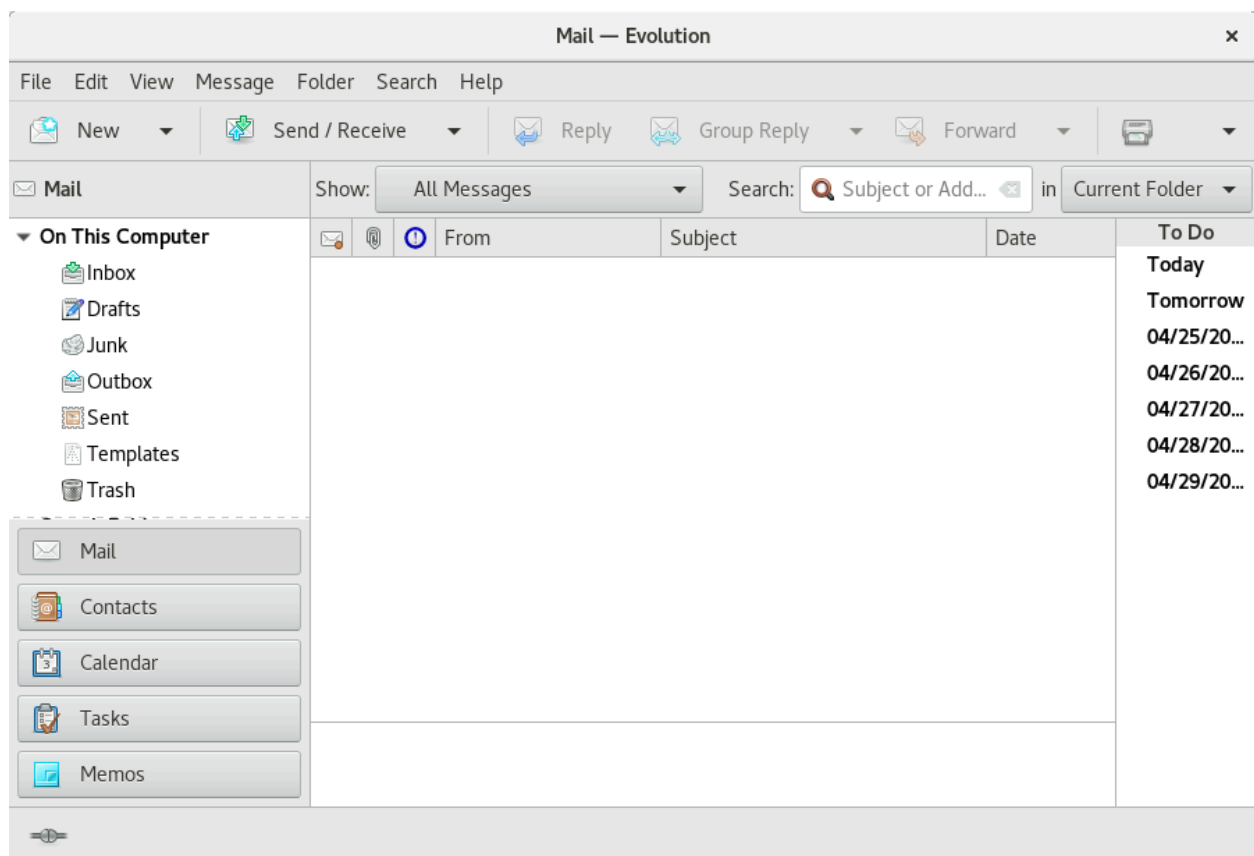 Mail — Evolution
File Edit View Message Folder Search Help
New Send / Receive Reply Group Reply Forward
Mail
Show: All Messages Search: Subject or Add... in Current Folder
On This Computer
Inbox
Drafts
Junk
Outbox
Sent
Templates
Trash
From Subject Date
To Do
Today
Tomorrow
04/25/20...
04/26/20...
04/27/20...
04/28/20...
04/29/20...
Mail
Contacts
Calendar
Tasks
Memos